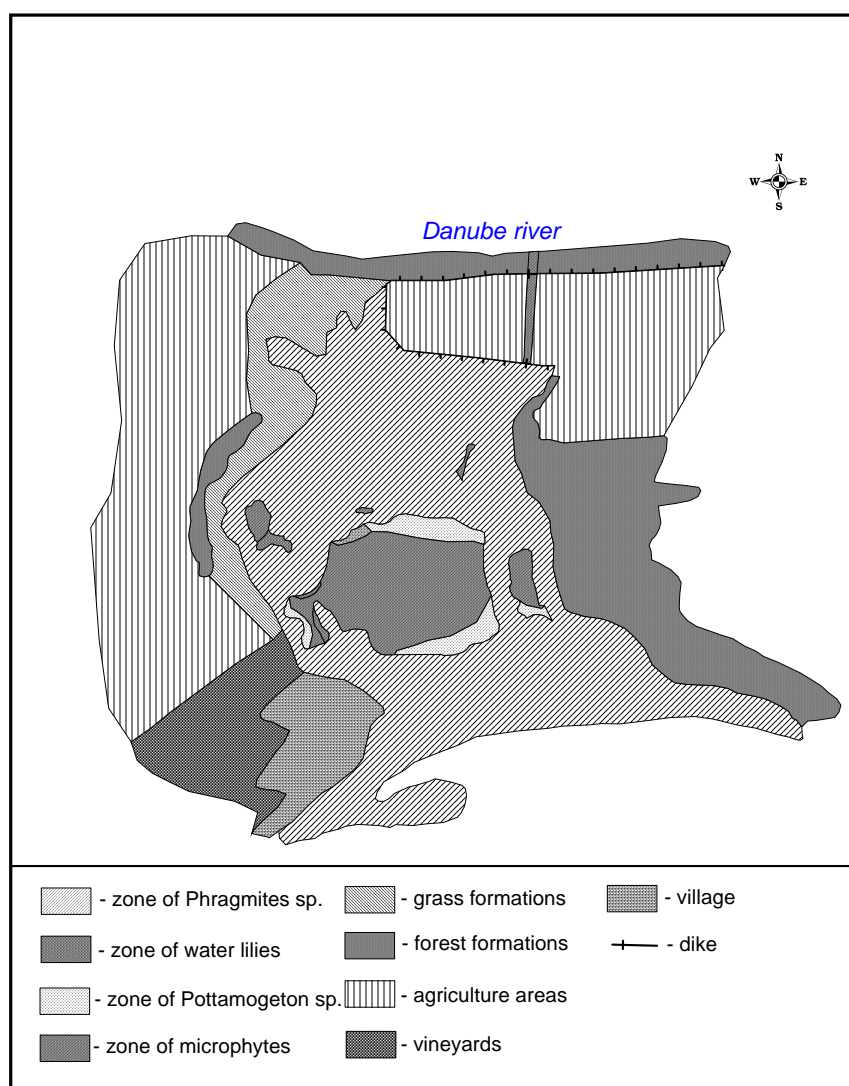 N
W E
S
Danube river
- zone of Phragmites sp.
- grass formations
- village
- zone of water lilies
- forest formations
- dike
- zone of Pottamogeton sp.
- agriculture areas
- zone of microphytes
- vineyards